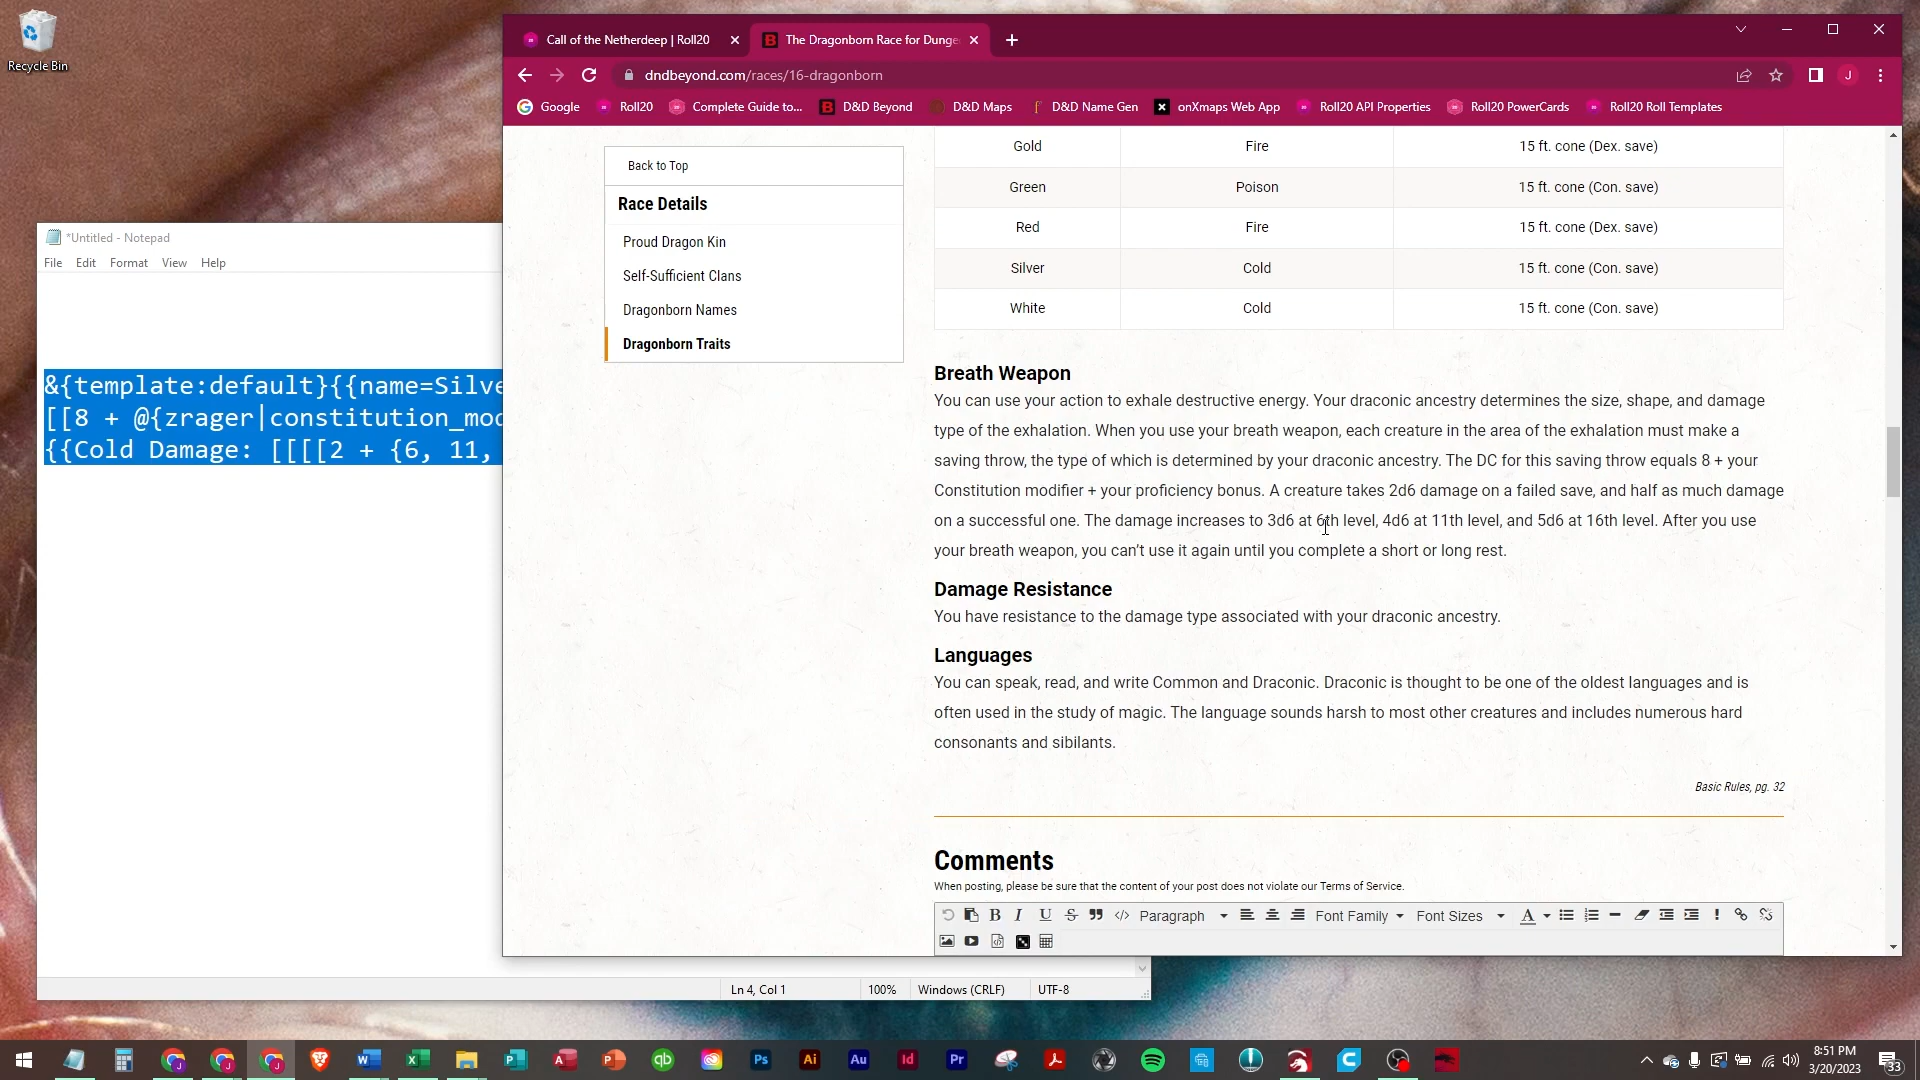 Recycle Bin
Call of the Netherdeep | Roll20
The Dragonborn Race for Dunge
dndbeyond.com/races/16-dragonborn
J
Google
Roll20
Complete Guide to...
D&D Beyond
D&D Maps
D&D Name Gen
onXmaps Web App
Roll20 API Properties
Roll20 PowerCards
Roll20 Roll Templates
Back to Top
Race Details
Proud Dragon Kin
Self-Sufficient Clans
Dragonborn Names
Dragonborn Traits
Gold Fire 15 ft. cone (Dex. save)
Green Poison 15 ft. cone (Con. save)
Red Fire 15 ft. cone (Dex. save)
Silver Cold 15 ft. cone (Con. save)
White Cold 15 ft. cone (Con. save)
Breath Weapon
You can use your action to exhale destructive energy. Your draconic ancestry determines the size, shape, and damage
type of the exhalation. When you use your breath weapon, each creature in the area of the exhalation must make a
saving throw, the type of which is determined by your draconic ancestry. The DC for this saving throw equals 8 + your
Constitution modifier + your proficiency bonus. A creature takes 2d6 damage on a failed save, and half as much damage
on a successful one. The damage increases to 3d6 at 6th level, 4d6 at 11th level, and 5d6 at 16th level. After you use
your breath weapon, you can't use it again until you complete a short or long rest.
Damage Resistance
You have resistance to the damage type associated with your draconic ancestry.
Languages
You can speak, read, and write Common and Draconic. Draconic is thought to be one of the oldest languages and is
often used in the study of magic. The language sounds harsh to most other creatures and includes numerous hard
consonants and sibilants.
Basic Rules, pg. 32
Comments
When posting, please be sure that the content of your post does not violate our Terms of Service.
Paragraph
Font Family
Font Sizes
*Untitled - Notepad
File Edit Format View Help
&{template:default}{{name=Silve
[[8 + @{zrager|constitution_mod
{{Cold Damage: [[[[2 + {6, 11,
Ln 4, Col 1
100%
Windows (CRLF)
UTF-8
8:51 PM
3/20/2023
33